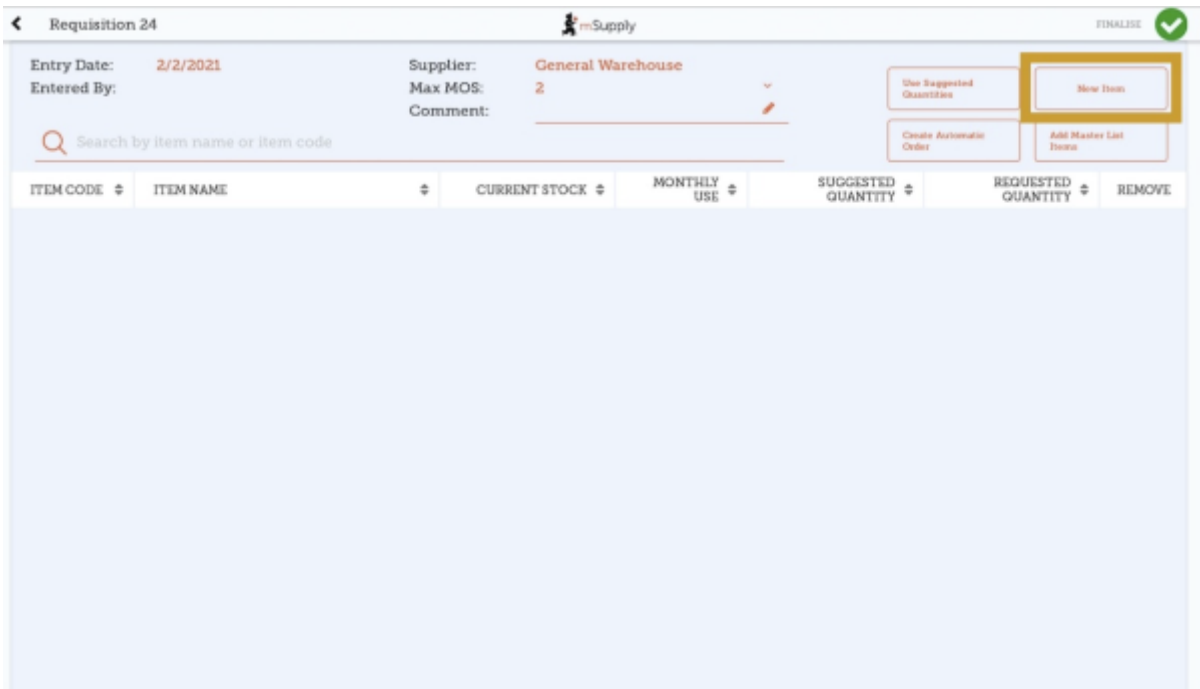 Requisition 24
mSupply
FINALISE
Entry Date: 2/2/2021
Entered By:
Supplier: General Warehouse
Max MOS: 2
Comment:
Use Suggested
Quantities
New Item
Create Automatic
Order
Add Master List
Items
Search by item name or item code
ITEM CODE
ITEM NAME
CURRENT STOCK
MONTHLY
USE
SUGGESTED
QUANTITY
REQUESTED
QUANTITY
REMOVE